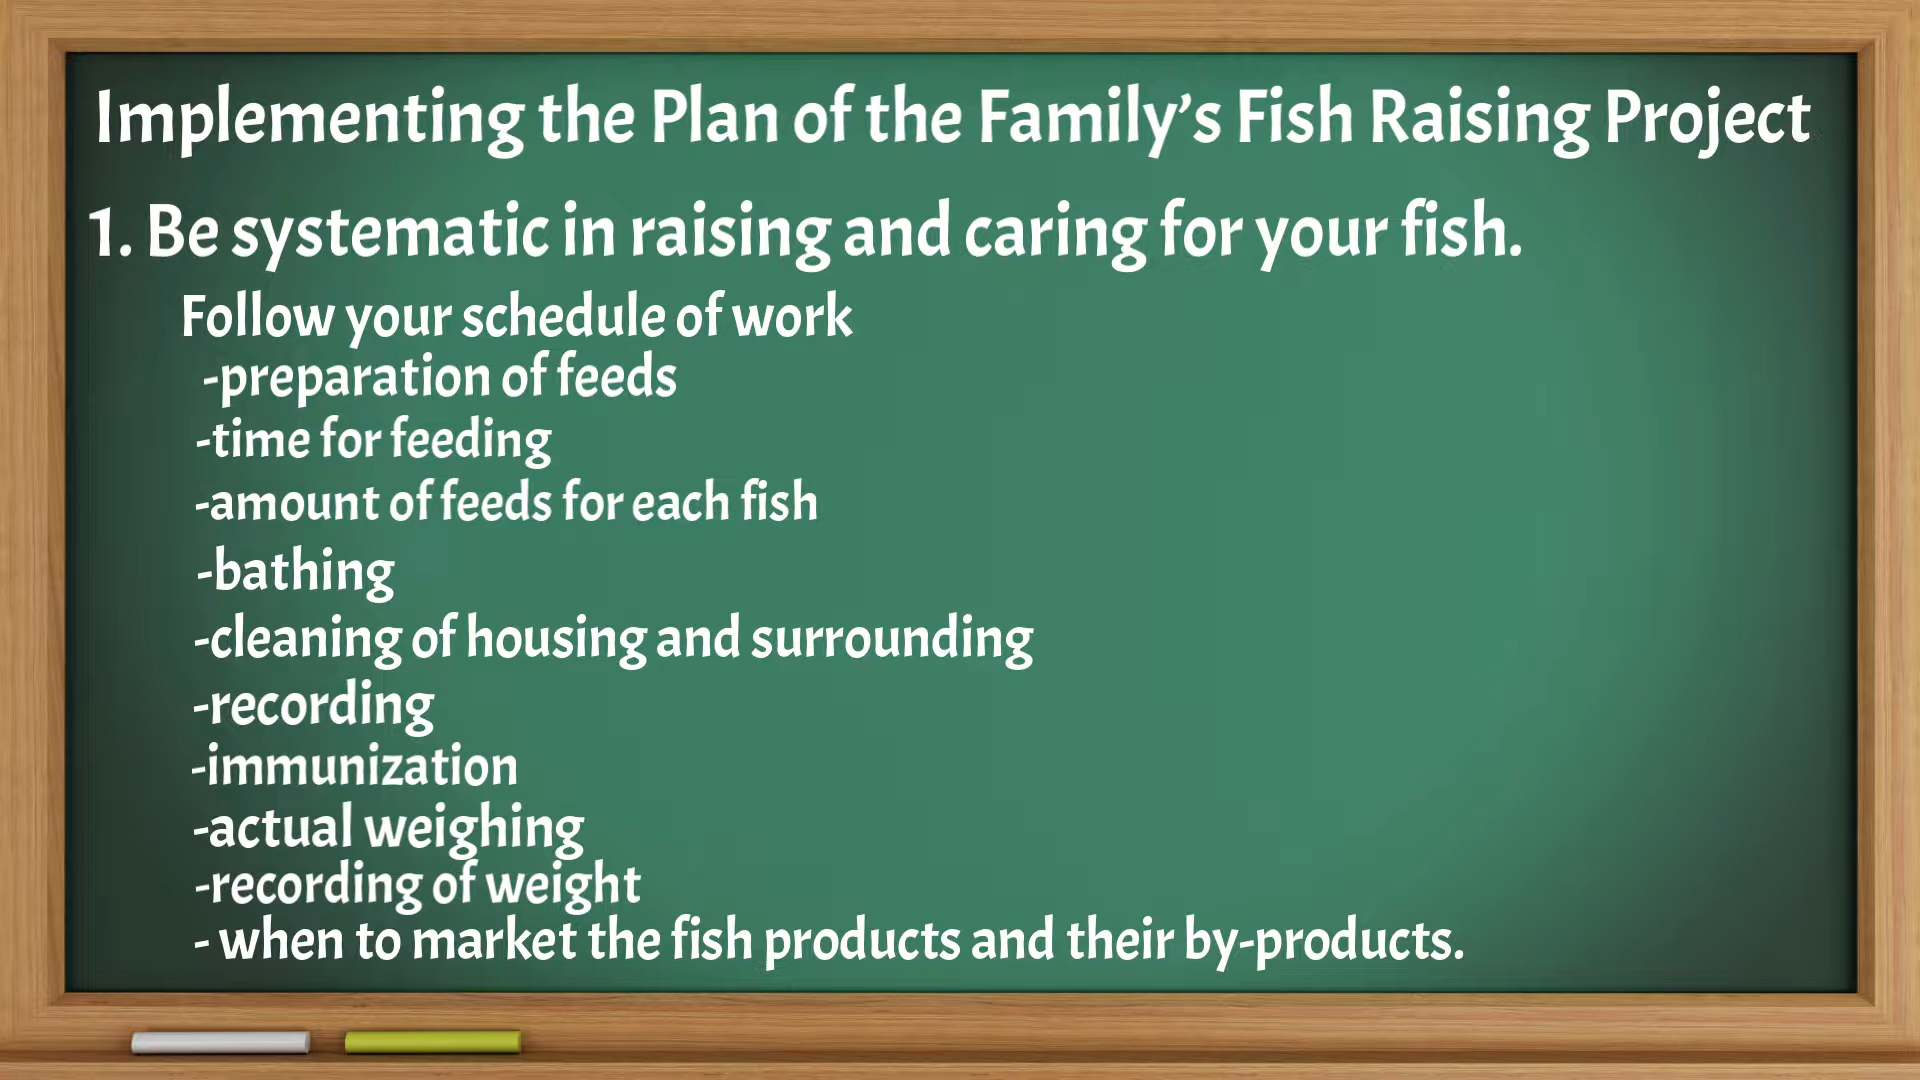 Implementing the Plan of the Family’s Fish Raising Project
1. Be systematic in raising and caring for your fish.
Follow your schedule of work
-preparation of feeds
-time for feeding
-amount of feeds for each fish
-bathing
-cleaning of housing and surrounding
-recording
-immunization
-actual weighing
-recording of weight
- when to market the fish products and their by-products.